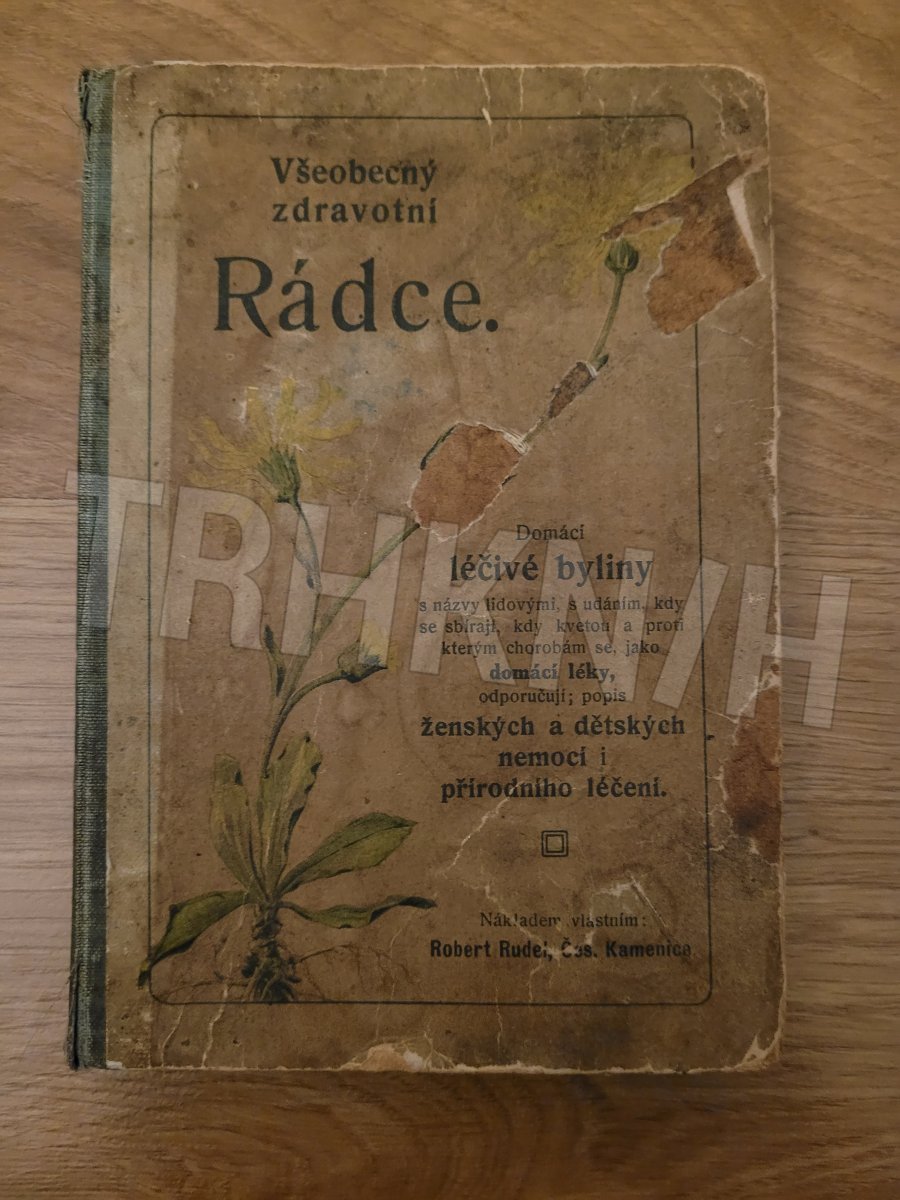 Všeobecný
zdravotní
Rádce.
Domácí
léčivé byliny
s názvy lidovými, s udáním, kdy
se sbírají, kdy kvetou a proti
kterým chorobám se, jako
domácí léky,
odporučují; popis
ženských a dětských
nemocí i
přírodního léčení.
Nákladem vlastním:
Robert Rudel, Čes. Kamenice
TRHKNIH